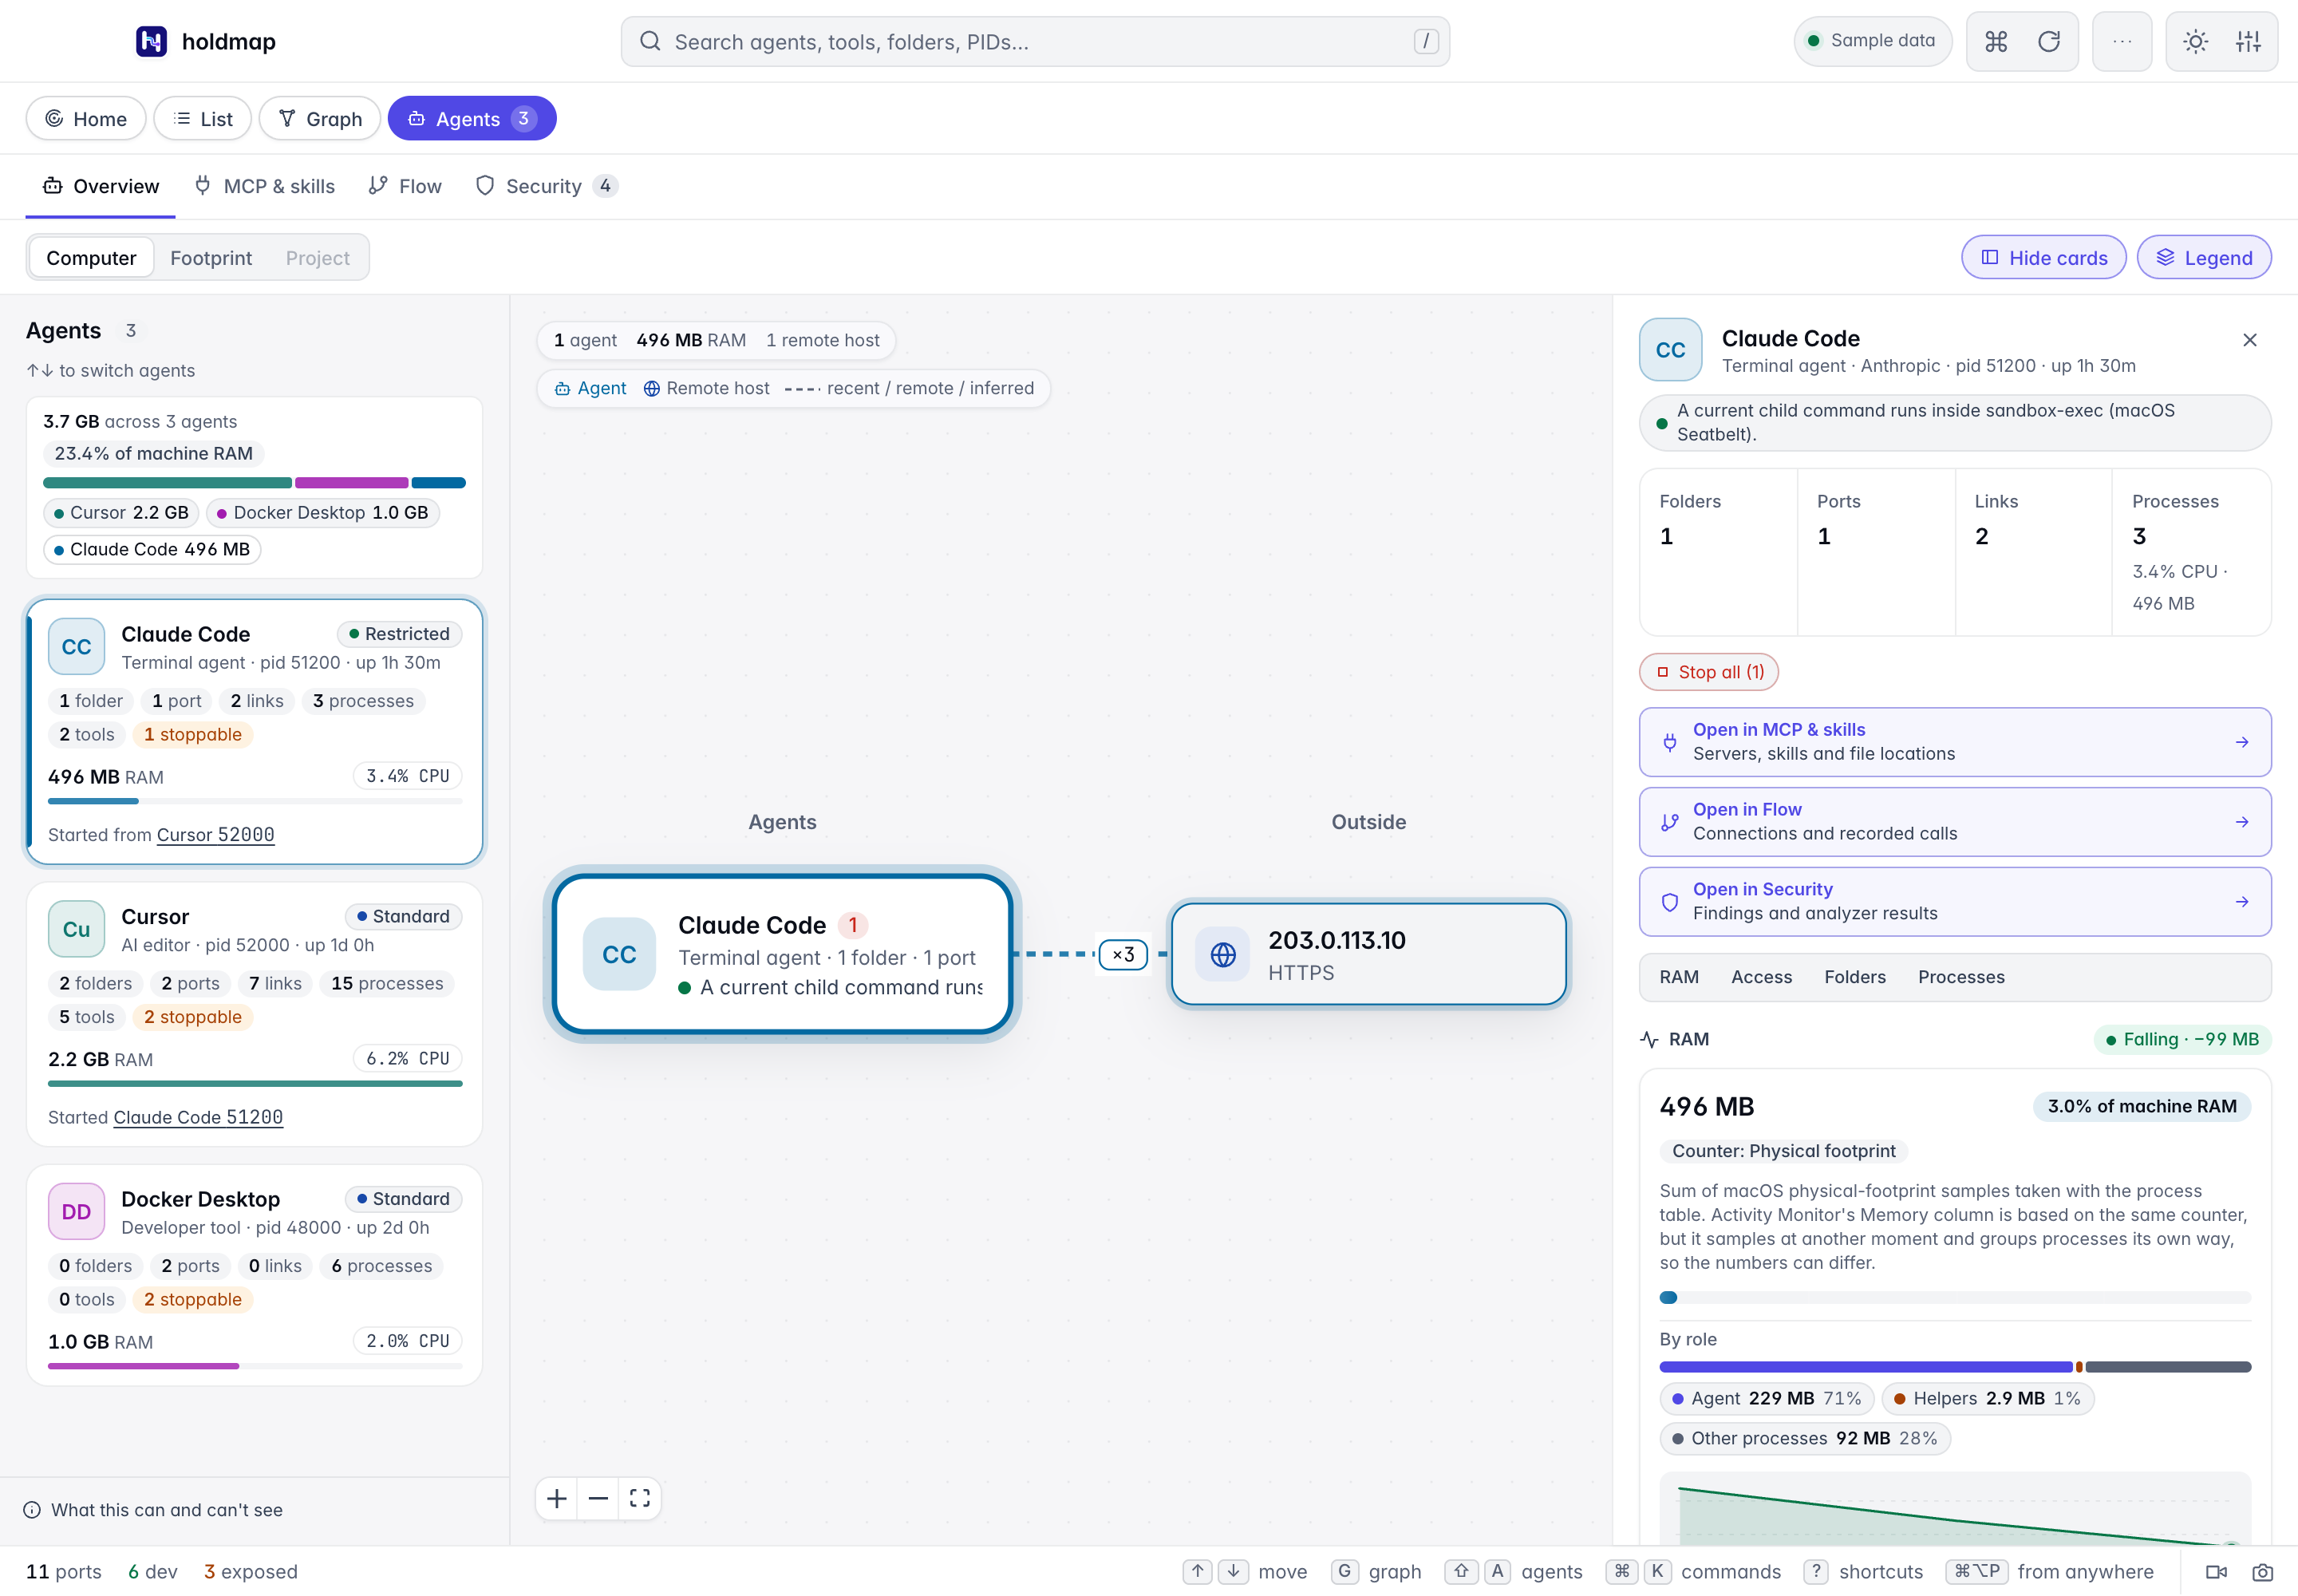 holdmap
Search agents, tools, folders, PIDs...
/
Sample data
Home
List
Graph
Agents 3
Overview
MCP & skills
Flow
Security 4
Computer
Footprint
Project
Hide cards
Legend
Agents 3
↑↓ to switch agents
3.7 GB across 3 agents
23.4% of machine RAM
Cursor 2.2 GB
Docker Desktop 1.0 GB
Claude Code 496 MB
CC
Claude Code
Restricted
Terminal agent · pid 51200 · up 1h 30m
1 folder 1 port 2 links 3 processes
2 tools 1 stoppable
496 MB RAM
3.4% CPU
Started from Cursor 52000
Cu
Cursor
Standard
AI editor · pid 52000 · up 1d 0h
2 folders 2 ports 7 links 15 processes
5 tools 2 stoppable
2.2 GB RAM
6.2% CPU
Started Claude Code 51200
DD
Docker Desktop
Standard
Developer tool · pid 48000 · up 2d 0h
0 folders 2 ports 0 links 6 processes
0 tools 2 stoppable
1.0 GB RAM
2.0% CPU
What this can and can't see
1 agent 496 MB RAM 1 remote host
Agent Remote host recent / remote / inferred
Agents
Outside
CC
Claude Code 1
Terminal agent · 1 folder · 1 port
A current child command runs
×3
203.0.113.10
HTTPS
CC
Claude Code
Terminal agent · Anthropic · pid 51200 · up 1h 30m
A current child command runs inside sandbox-exec (macOS
Seatbelt).
Folders
1
Ports
1
Links
2
Processes
3
3.4% CPU ·
496 MB
Stop all (1)
Open in MCP & skills
Servers, skills and file locations
Open in Flow
Connections and recorded calls
Open in Security
Findings and analyzer results
RAM Access Folders Processes
RAM
Falling · −99 MB
496 MB
3.0% of machine RAM
Counter: Physical footprint
Sum of macOS physical-footprint samples taken with the process
table. Activity Monitor's Memory column is based on the same counter,
but it samples at another moment and groups processes its own way,
so the numbers can differ.
By role
Agent 229 MB 71%
Helpers 2.9 MB 1%
Other processes 92 MB 28%
11 ports 6 dev 3 exposed
↑ ↓ move G graph ⇧ A agents ⌘ K commands ? shortcuts ⌘⌥P from anywhere